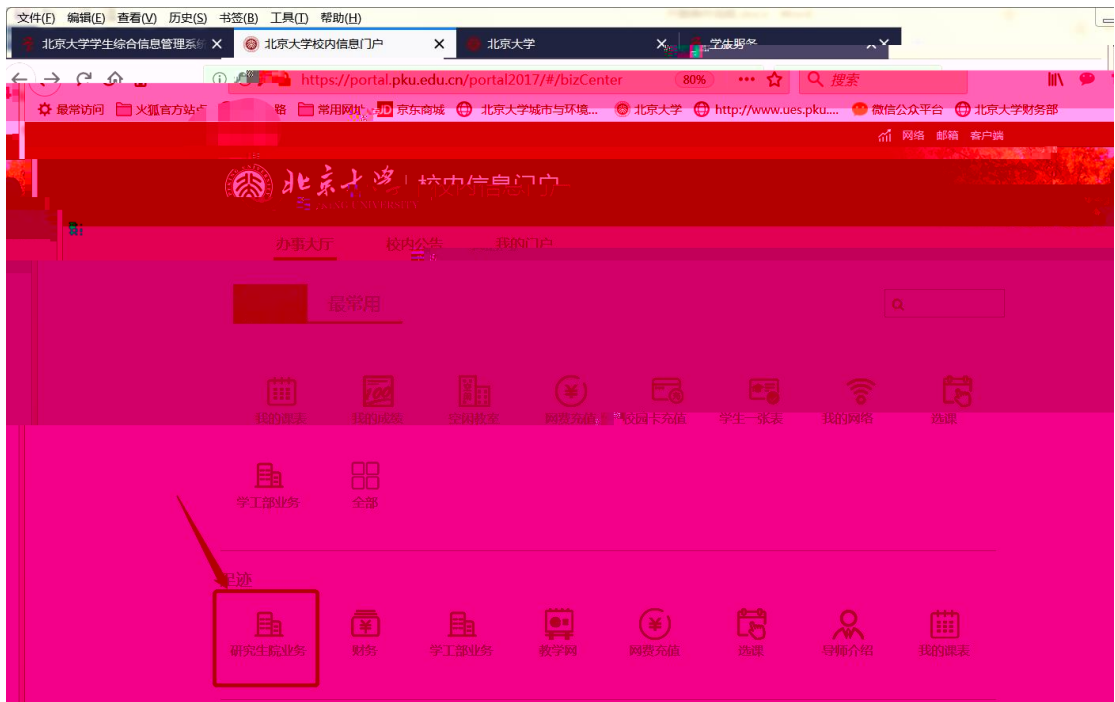 文件(F) 编辑(E) 查看(V) 历史(S) 书签(B) 工具(T) 帮助(H)
北京大学学生综合信息管理系统 北京大学校内信息门户 北京大学
https://portal.pku.edu.cn/portal2017/#/bizCenter 80% 搜索
最常访问 火狐官方站点 常用网址 京东商城 北京大学城市与环境... 北京大学 http://www.ues.pku.... 微信公众平台 北京大学财务部
网络 邮箱 客户端
北京大学 校内信息门户
办事大厅 校内公告 我的门户
最常用
我的课表 我的成绩 空闲教室 网费充值 校园卡充值 学生一张表 我的网络 选课
学工部业务 全部
足迹
研究生院业务 财务 学工部业务 教学网 网费充值 选课 导师介绍 我的课表